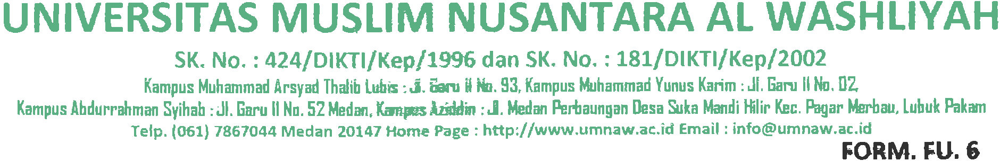 UNIVERSITAS MUSLIM NUSANTARA AL WASHLIYAH
SK. No. : 424/DIKTI/Kep/1996 dan SK. No. : 181/DIKTI/Kep/2002
Kampus Muhammad Arsyad Thalib Lubis : Jl. Garu II No. 93, Kampus Muhammad Yunus Karim : Jl. Garu II No. 02,
Kampus Abdurrahman Syihab : Jl. Garu II No. 52 Medan, Kampus Aziddin : Jl. Medan Perbaungan Desa Suka Mandi Hilir Kec. Pagar Merbau, Lubuk Pakam
Telp. (061) 7867044 Medan 20147 Home Page : http://www.umnaw.ac.id Email : info@umnaw.ac.id
FORM. FU. 6